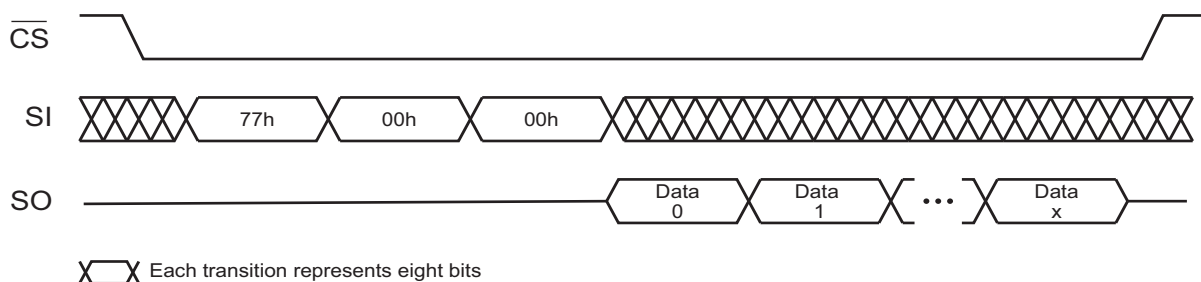 CS
SI 77h 00h 00h
SO Data 0 Data 1 ••• Data x
Each transition represents eight bits